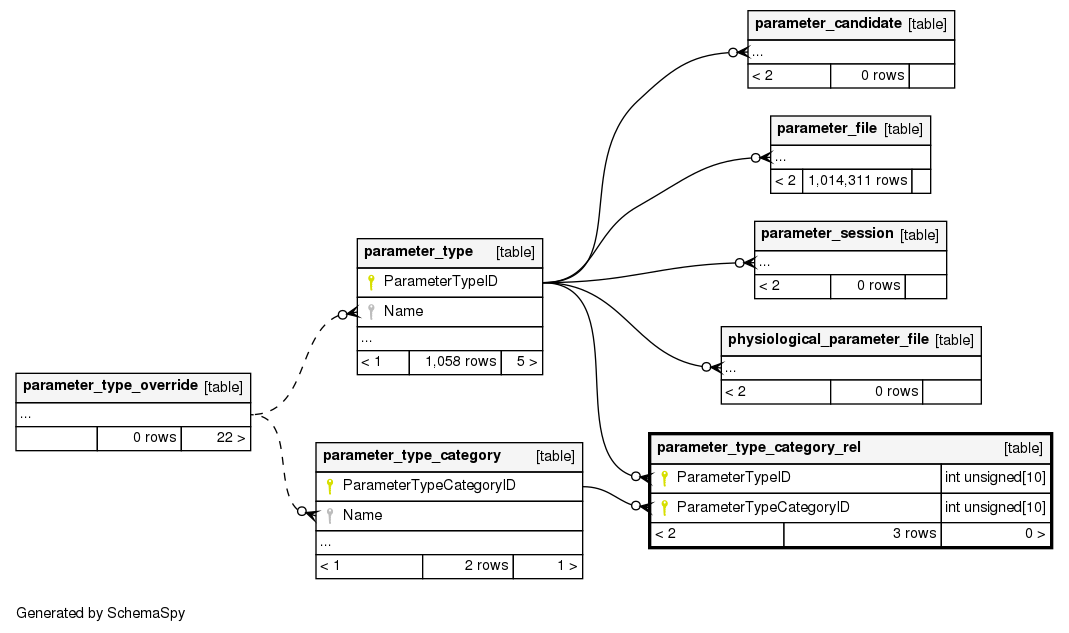 parameter_candidate [table]
...
< 2 0 rows
parameter_file [table]
...
< 2 1,014,311 rows
parameter_session [table]
...
< 2 0 rows
parameter_type [table]
ParameterTypeID
Name
...
< 1 1,058 rows 5 >
physiological_parameter_file [table]
...
< 2 0 rows
parameter_type_override [table]
...
0 rows 22 >
parameter_type_category [table]
ParameterTypeCategoryID
Name
...
< 1 2 rows 1 >
parameter_type_category_rel [table]
ParameterTypeID int unsigned[10]
ParameterTypeCategoryID int unsigned[10]
< 2 3 rows 0 >
Generated by SchemaSpy